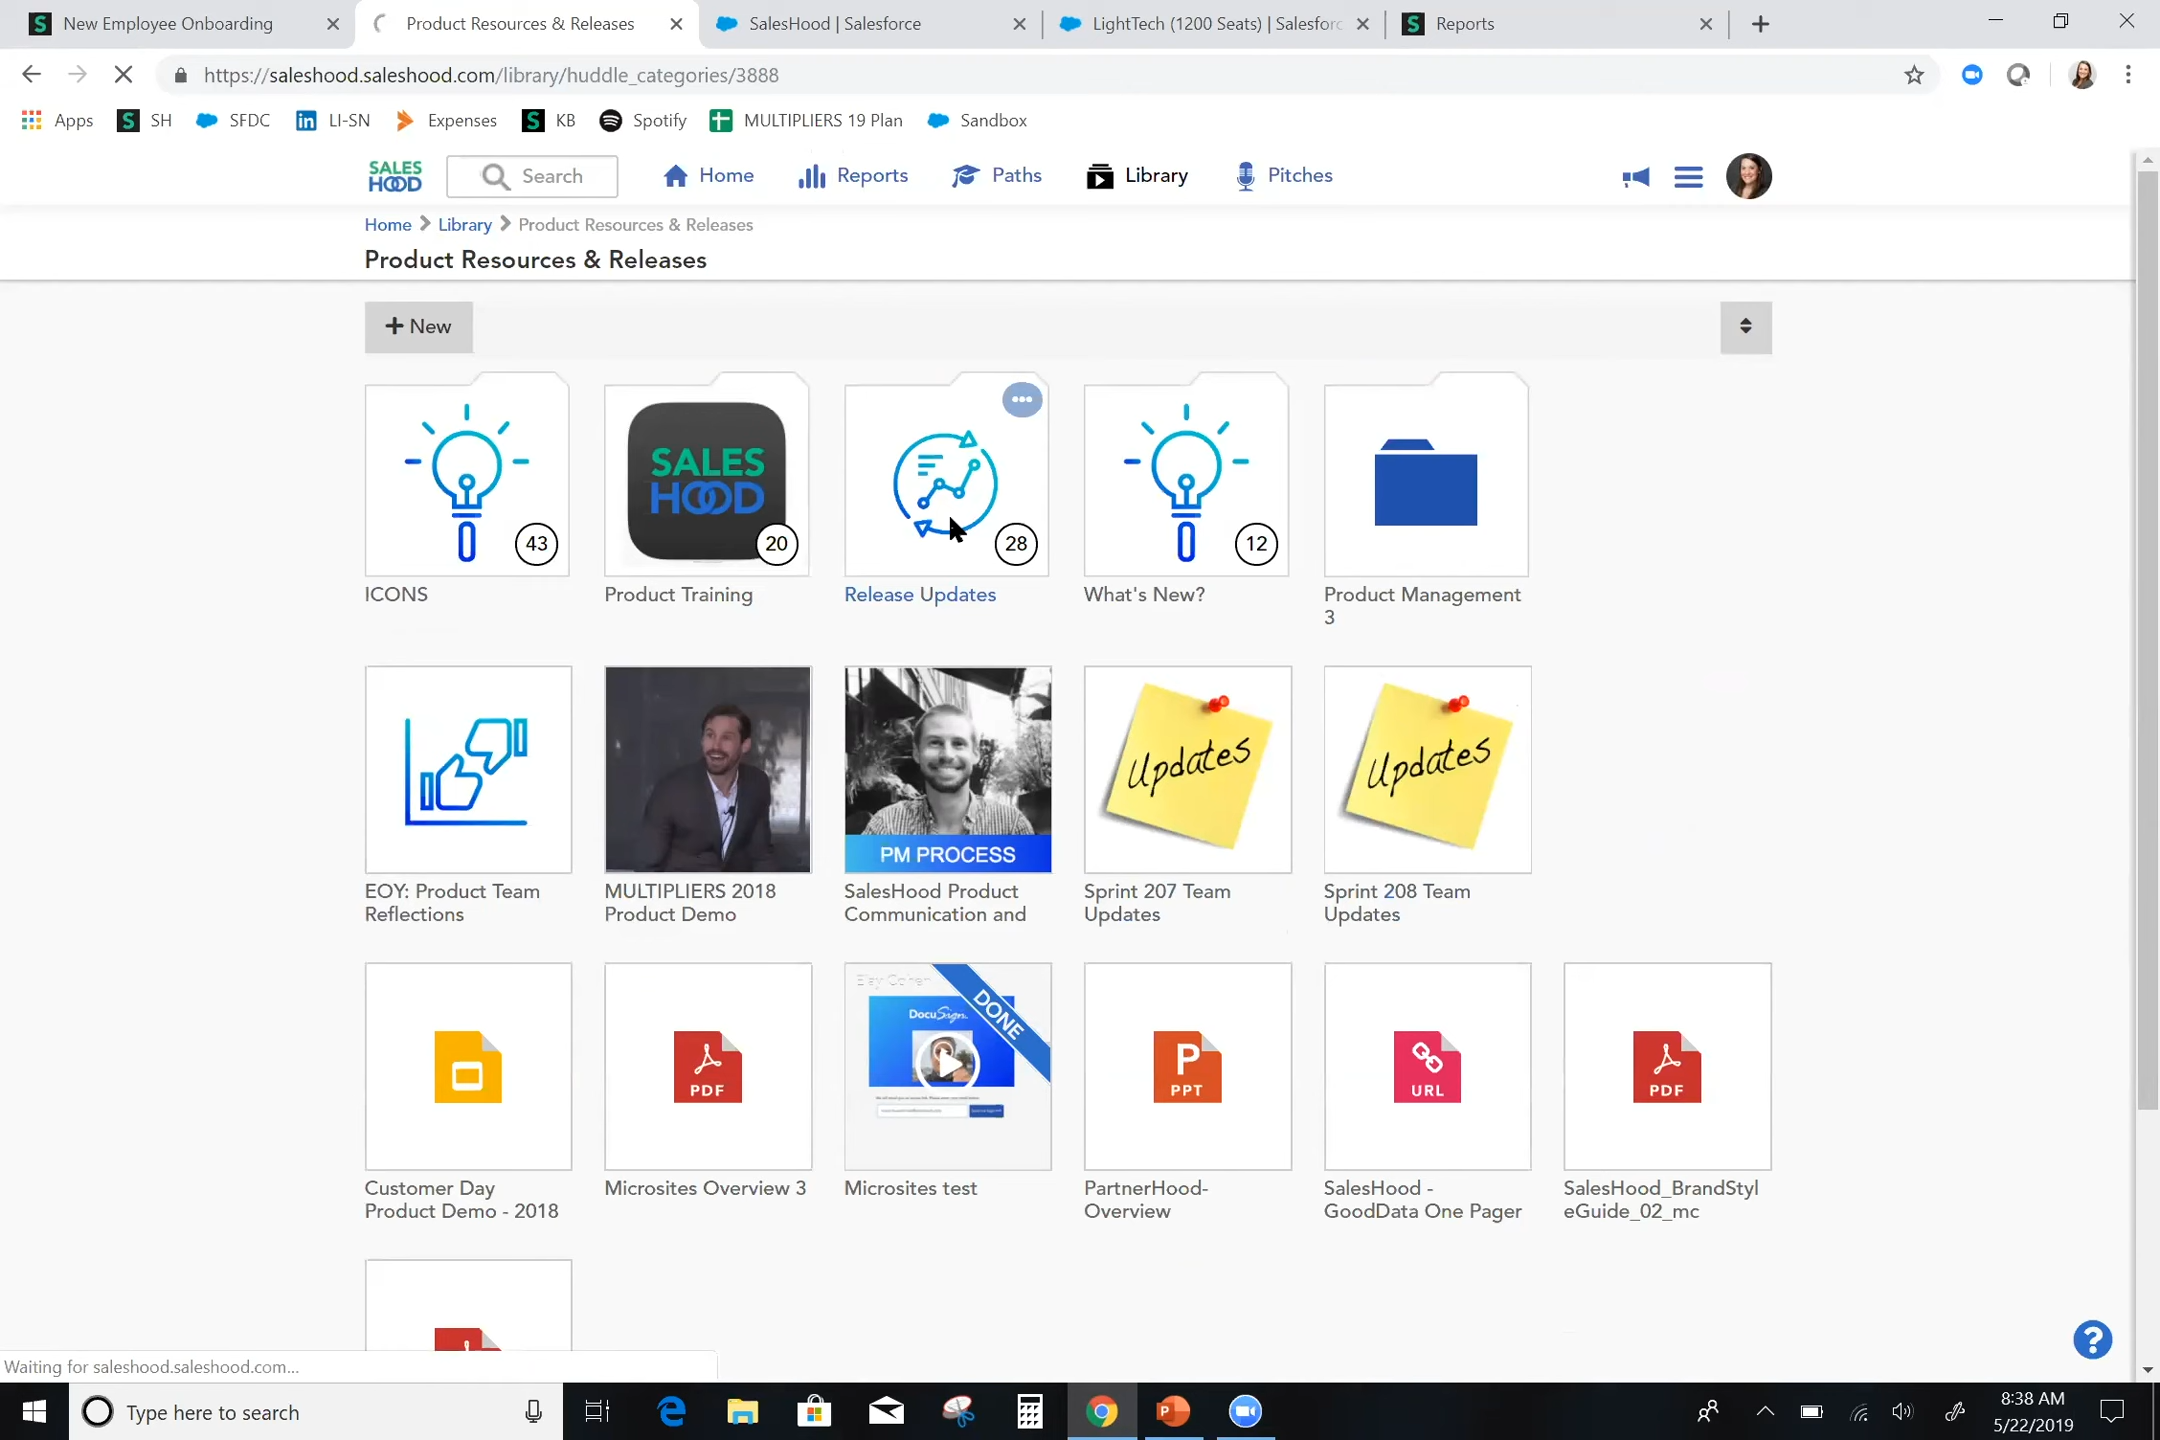 New Employee Onboarding
Product Resources & Releases
SalesHood | Salesforce
LightTech (1200 Seats) | Salesforc
Reports
https://saleshood.saleshood.com/library/huddle_categories/3888
Apps
SH
SFDC
LI-SN
Expenses
KB
Spotify
MULTIPLIERS 19 Plan
Sandbox
SALES
HOOD
Search
Home
Reports
Paths
Library
Pitches
Home > Library > Product Resources & Releases
Product Resources & Releases
+ New
43
SALES
HOOD
20
28
12
ICONS
Product Training
Release Updates
What's New?
Product Management
3
PM PROCESS
Updates
Updates
EOY: Product Team
Reflections
MULTIPLIERS 2018
Product Demo
SalesHood Product
Communication and
Sprint 207 Team
Updates
Sprint 208 Team
Updates
PDF
Elay Cohen
DocuSign
DONE
P
PPT
URL
PDF
Customer Day
Product Demo - 2018
Microsites Overview 3
Microsites test
PartnerHood-
Overview
SalesHood -
GoodData One Pager
SalesHood_BrandStyl
eGuide_02_mc
Waiting for saleshood.saleshood.com...
Type here to search
8:38 AM
5/22/2019